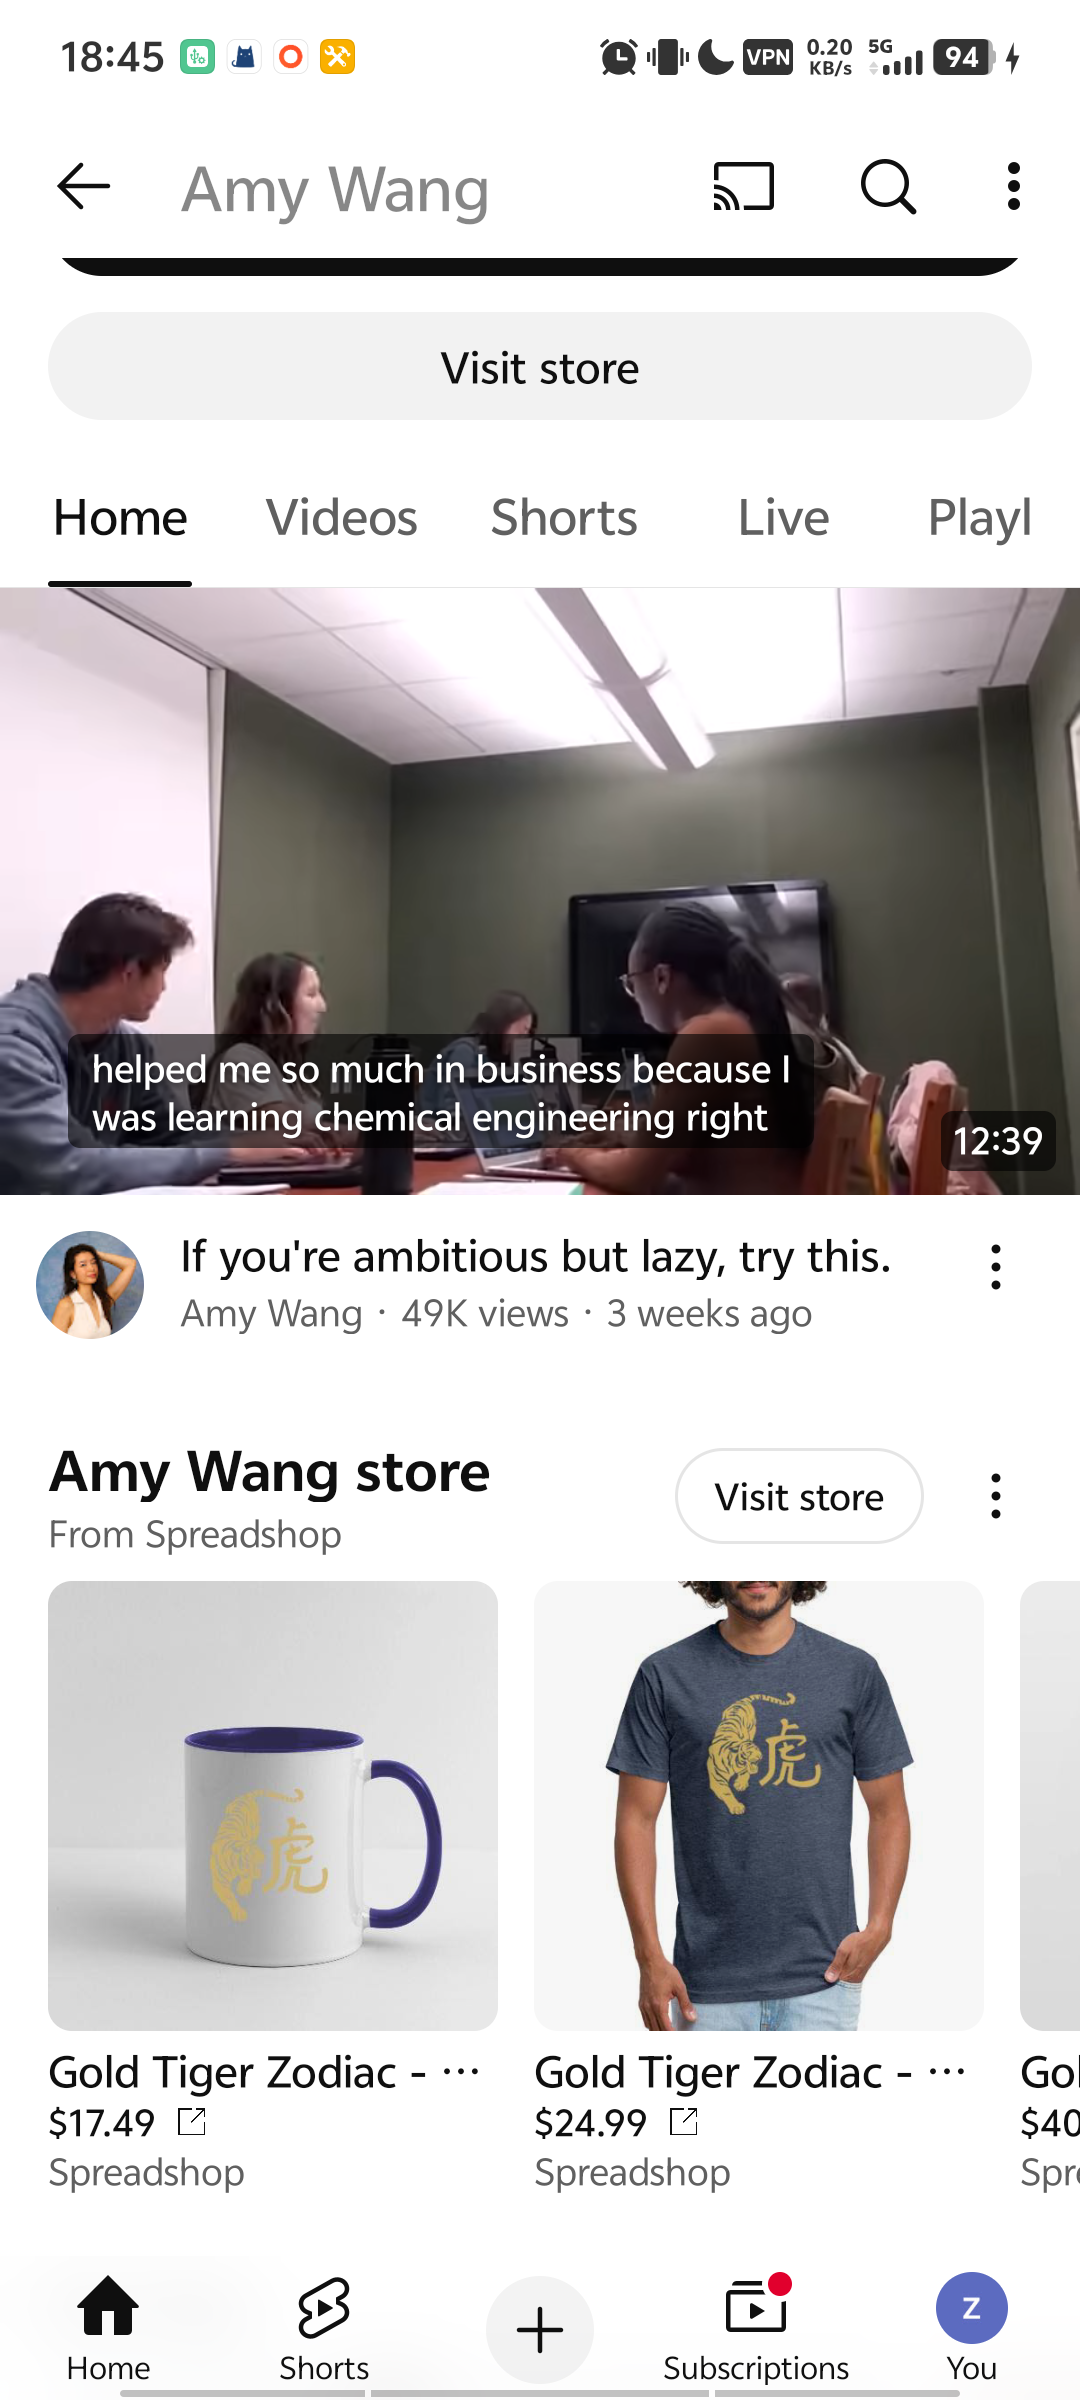 18:45
VPN
0.20
KB/s
5G
94
Amy Wang
Visit store
Home
Videos
Shorts
Live
Playl
helped me so much in business because I
was learning chemical engineering right
12:39
If you're ambitious but lazy, try this.
Amy Wang · 49K views · 3 weeks ago
Amy Wang store
From Spreadshop
Visit store
虎
虎
Gold Tiger Zodiac - ...
$17.49
Spreadshop
Gold Tiger Zodiac - ...
$24.99
Spreadshop
Gol
$40
Spre
Home
Shorts
Subscriptions
Z
You